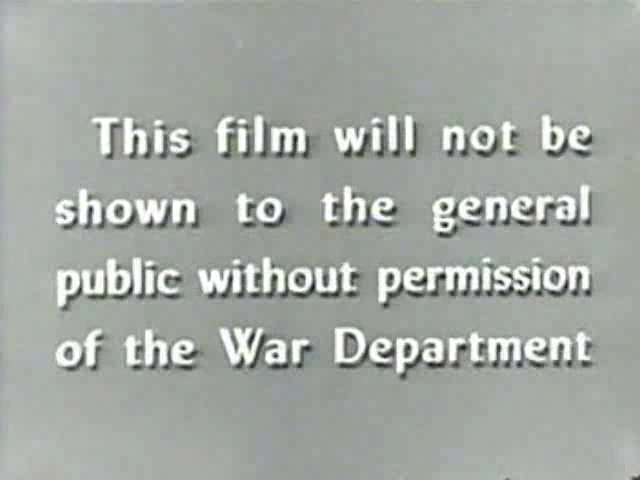 This film will not be
shown to the general
public without permission
of the War Department